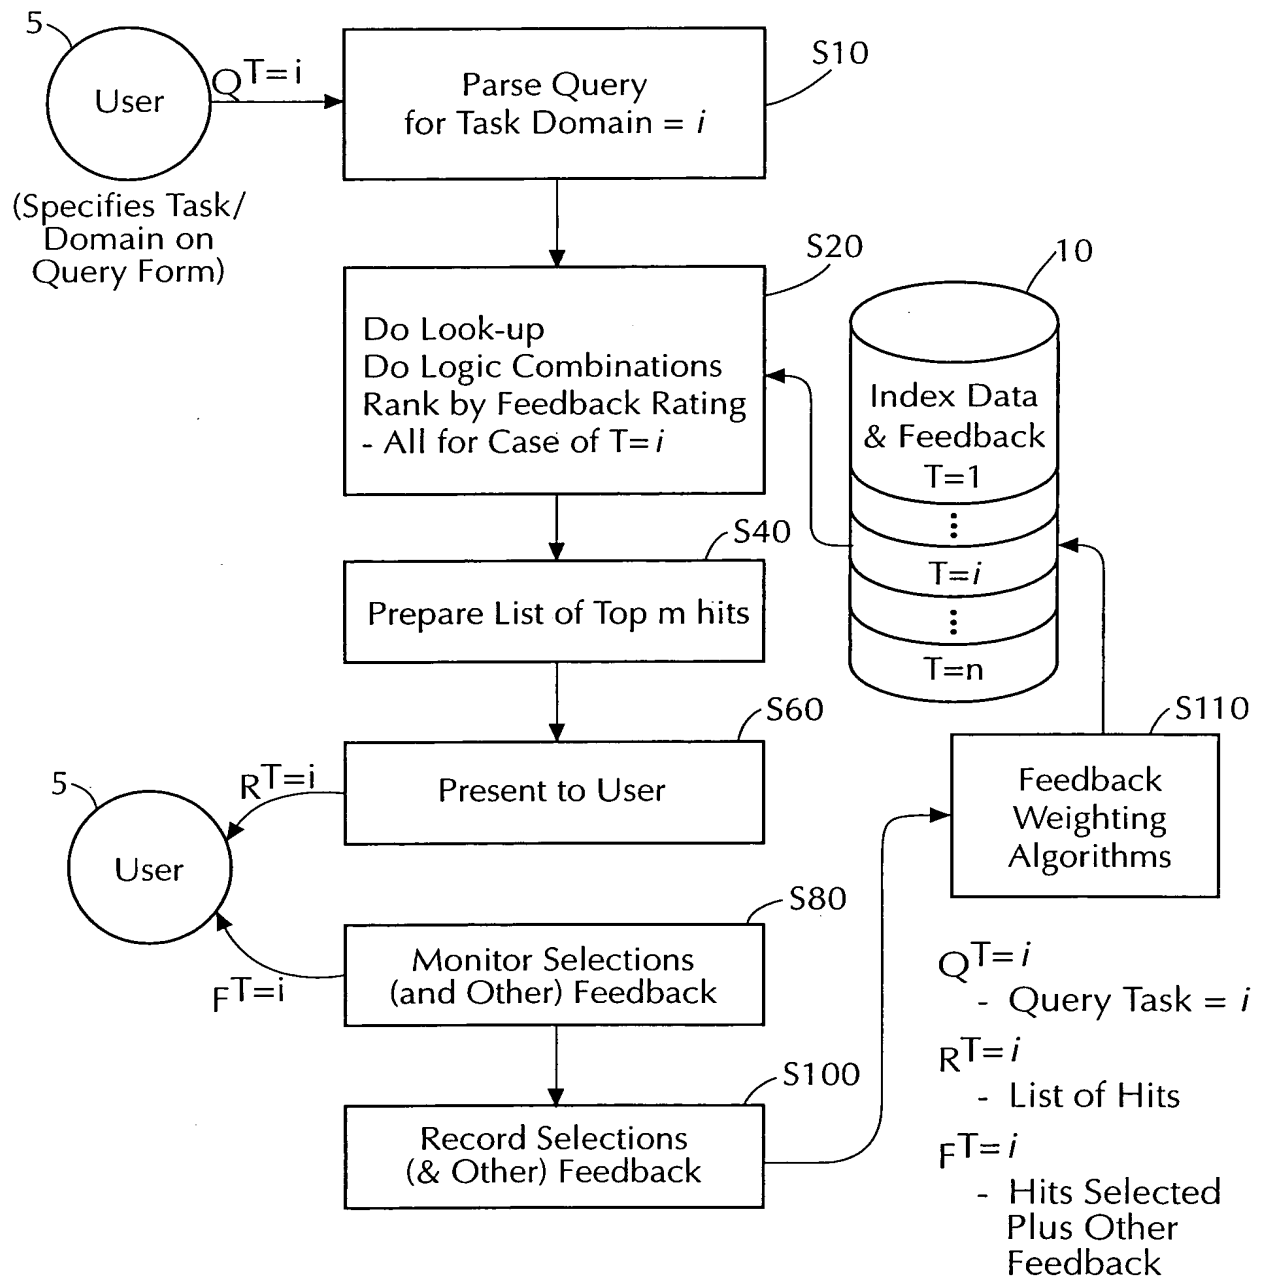 5
User
QT=i
(Specifies Task/
Domain on
Query Form)
S10
Parse Query
for Task Domain = i
S20
Do Look-up
Do Logic Combinations
Rank by Feedback Rating
- All for Case of T=i
10
Index Data
& Feedback
T=1
⋮
T=i
⋮
T=n
S40
Prepare List of Top m hits
S60
Present to User
RT=i
5
User
FT=i
S80
Monitor Selections
(and Other) Feedback
S100
Record Selections
(& Other) Feedback
S110
Feedback
Weighting
Algorithms
QT=i
- Query Task = i
RT=i
- List of Hits
FT=i
- Hits Selected
Plus Other
Feedback